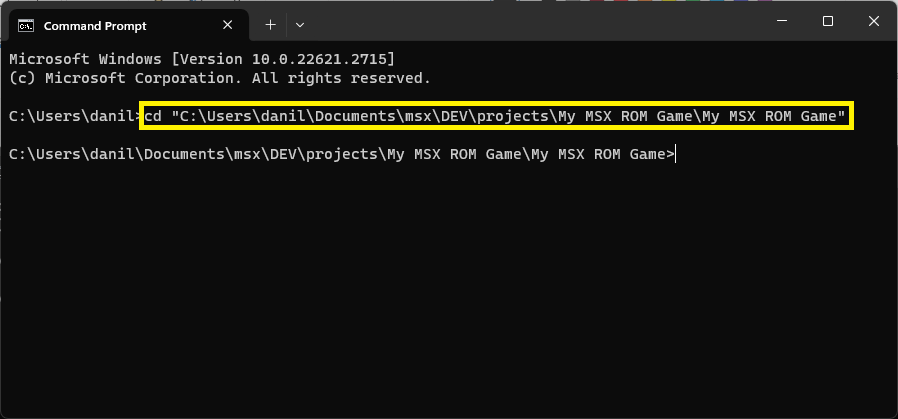 Command Prompt
Microsoft Windows [Version 10.0.22621.2715]
(c) Microsoft Corporation. All rights reserved.
C:\Users\danil>cd "C:\Users\danil\Documents\msx\DEV\projects\My MSX ROM Game\My MSX ROM Game"
C:\Users\danil\Documents\msx\DEV\projects\My MSX ROM Game\My MSX ROM Game>